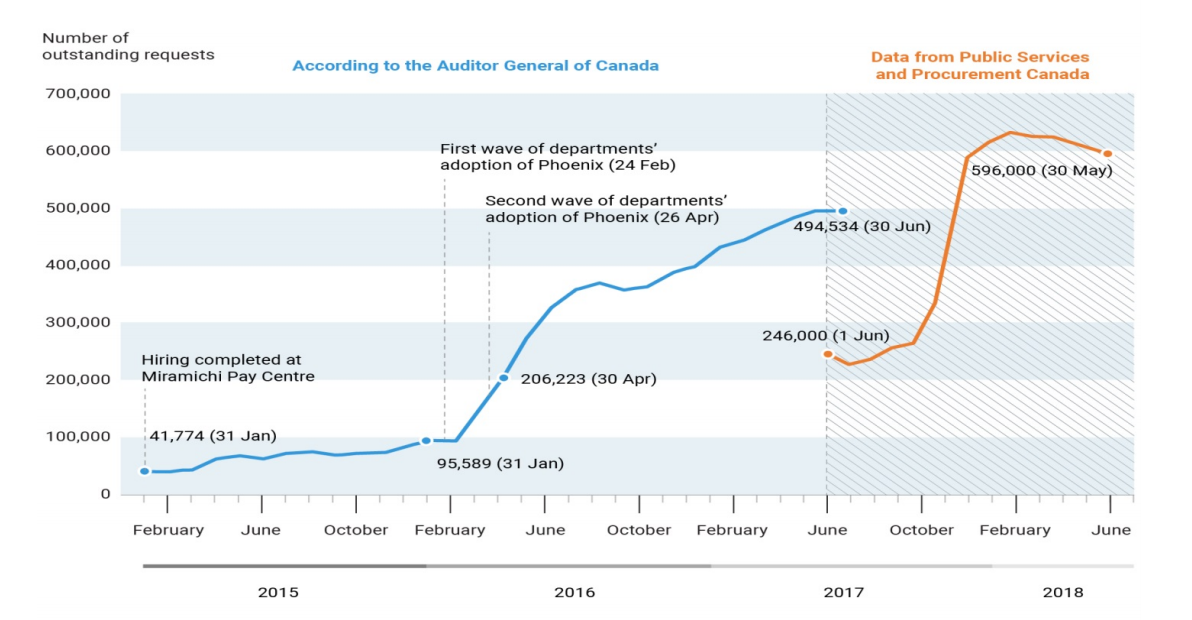 Number of
outstanding requests
According to the Auditor General of Canada
Data from Public Services
and Procurement Canada
700,000
600,000
500,000
400,000
300,000
200,000
100,000
0
First wave of departments’
adoption of Phoenix (24 Feb)
Second wave of departments’
adoption of Phoenix (26 Apr)
596,000 (30 May)
494,534 (30 Jun)
246,000 (1 Jun)
Hiring completed at
Miramichi Pay Centre
206,223 (30 Apr)
41,774 (31 Jan)
95,589 (31 Jan)
February June October February June October February June October February June
2015 2016 2017 2018